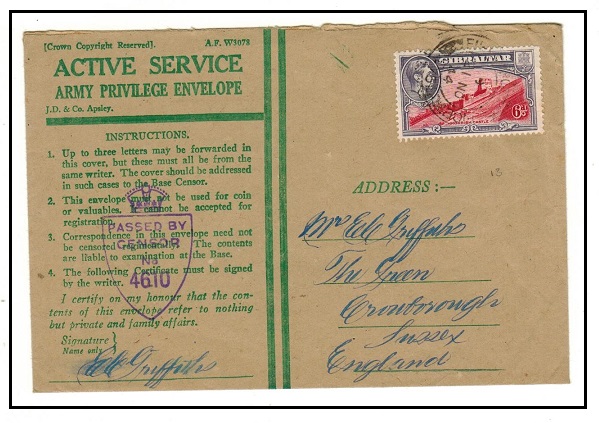 [Crown Copyright Reserved]. A.F. W3078
ACTIVE SERVICE
ARMY PRIVILEGE ENVELOPE
J.D. & Co. Apsley.
INSTRUCTIONS.
1. Up to three letters may be forwarded in
this cover, but these must all be from the
same writer. The cover should be addressed
in such cases to the Base Censor.
2. This envelope must not be used for coin
or valuables. It cannot be accepted for
registration.
3. Correspondence in this envelope need not
be censored regimentally. The contents
are liable to examination at the Base.
4. The following Certificate must be signed
by the writer.
I certify on my honour that the con-
tents of this envelope refer to nothing
but private and family affairs.
Signature }
Name only }
Griffiths
PASSED BY
CENSOR
No
4610
GIBRALTAR
6d
13
ADDRESS :—
Mrs Griffiths
The Green
Crowborough
Sussex
England